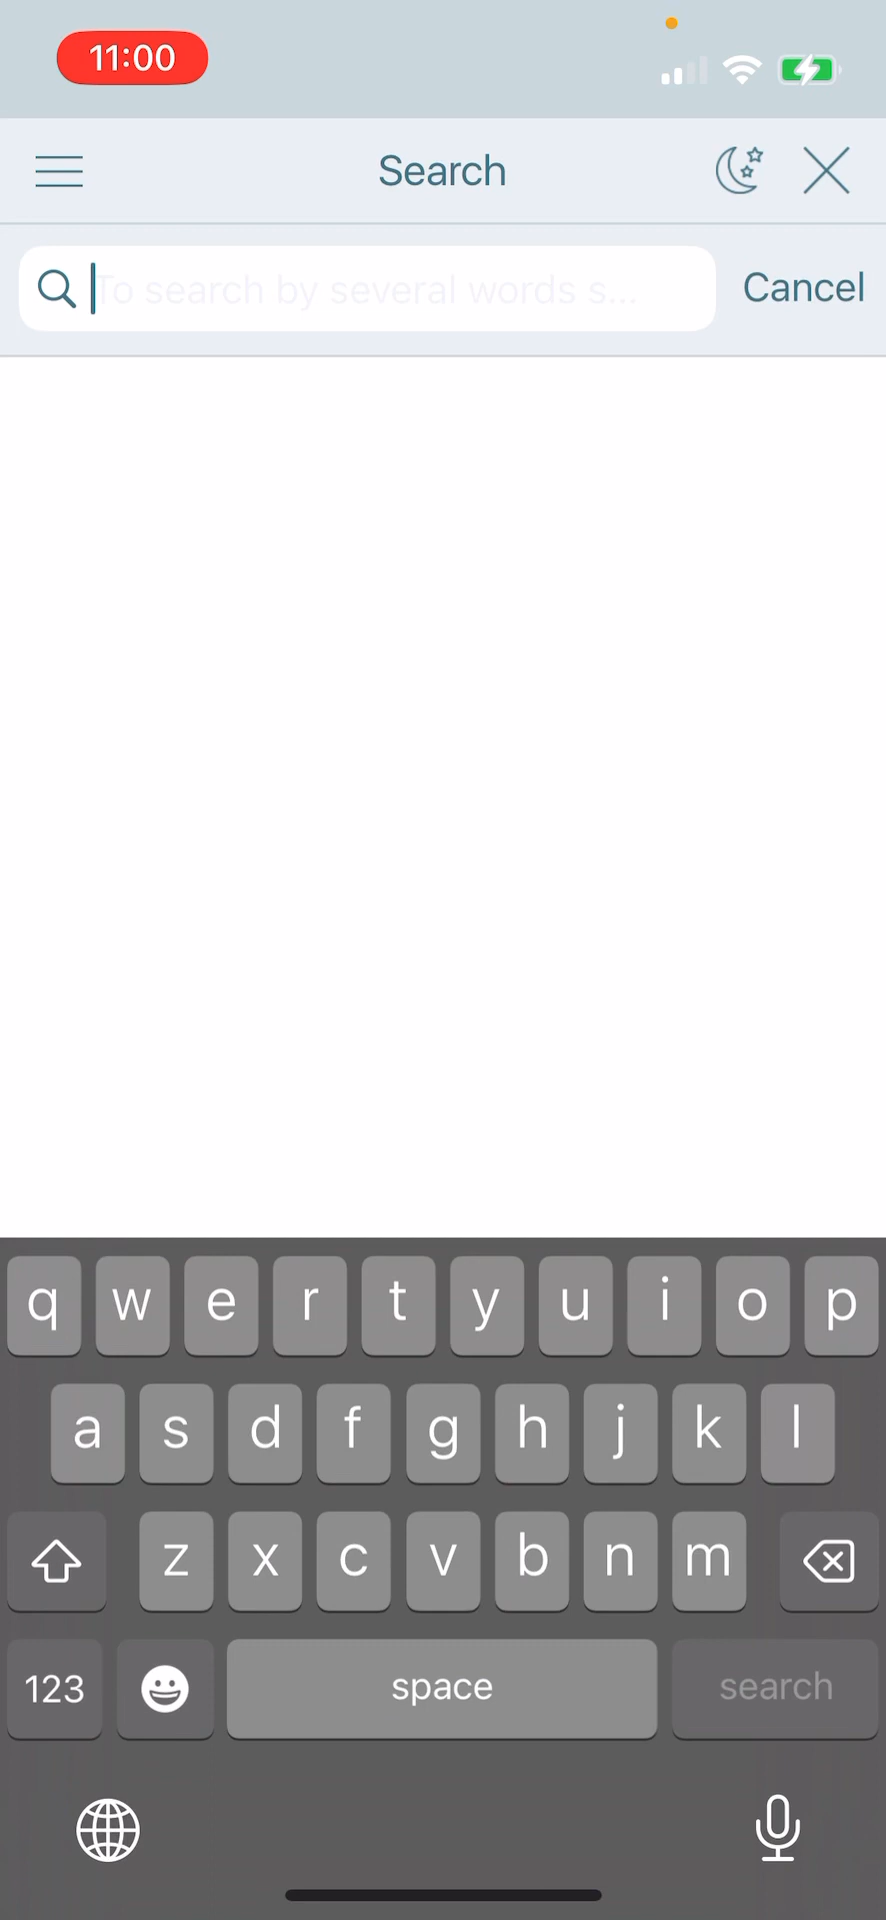 11:00
Search
To search by several words s...
Cancel
q w e r t y u i o p
a s d f g h j k l
z x c v b n m
123 space search